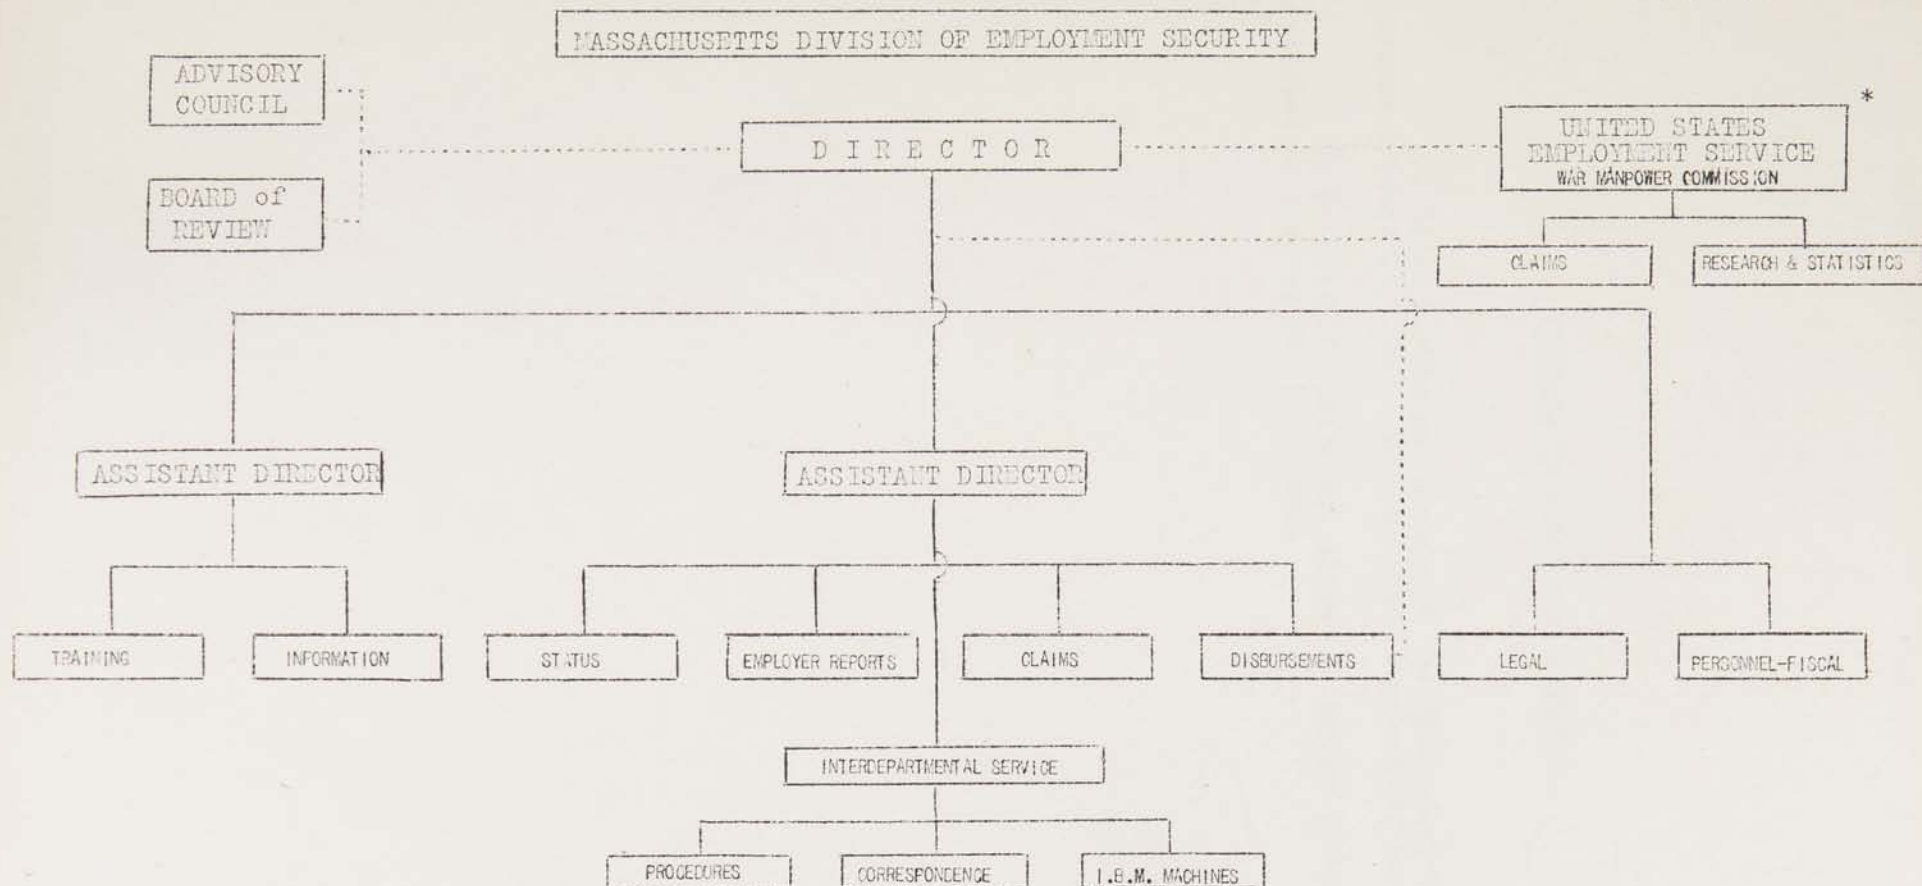 MASSACHUSETTS DIVISION OF EMPLOYMENT SECURITY
ADVISORY
COUNCIL
DIRECTOR
*
UNITED STATES
EMPLOYMENT SERVICE
WAR MANPOWER COMMISSION
BOARD of
REVIEW
CLAIMS
RESEARCH & STATISTICS
ASSISTANT DIRECTOR
ASSISTANT DIRECTOR
TRAINING
INFORMATION
STATUS
EMPLOYER REPORTS
CLAIMS
DISBURSEMENTS
LEGAL
PERSONNEL-FISCAL
INTERDEPARTMENTAL SERVICE
PROCEDURES
CORRESPONDENCE
I.B.M. MACHINES